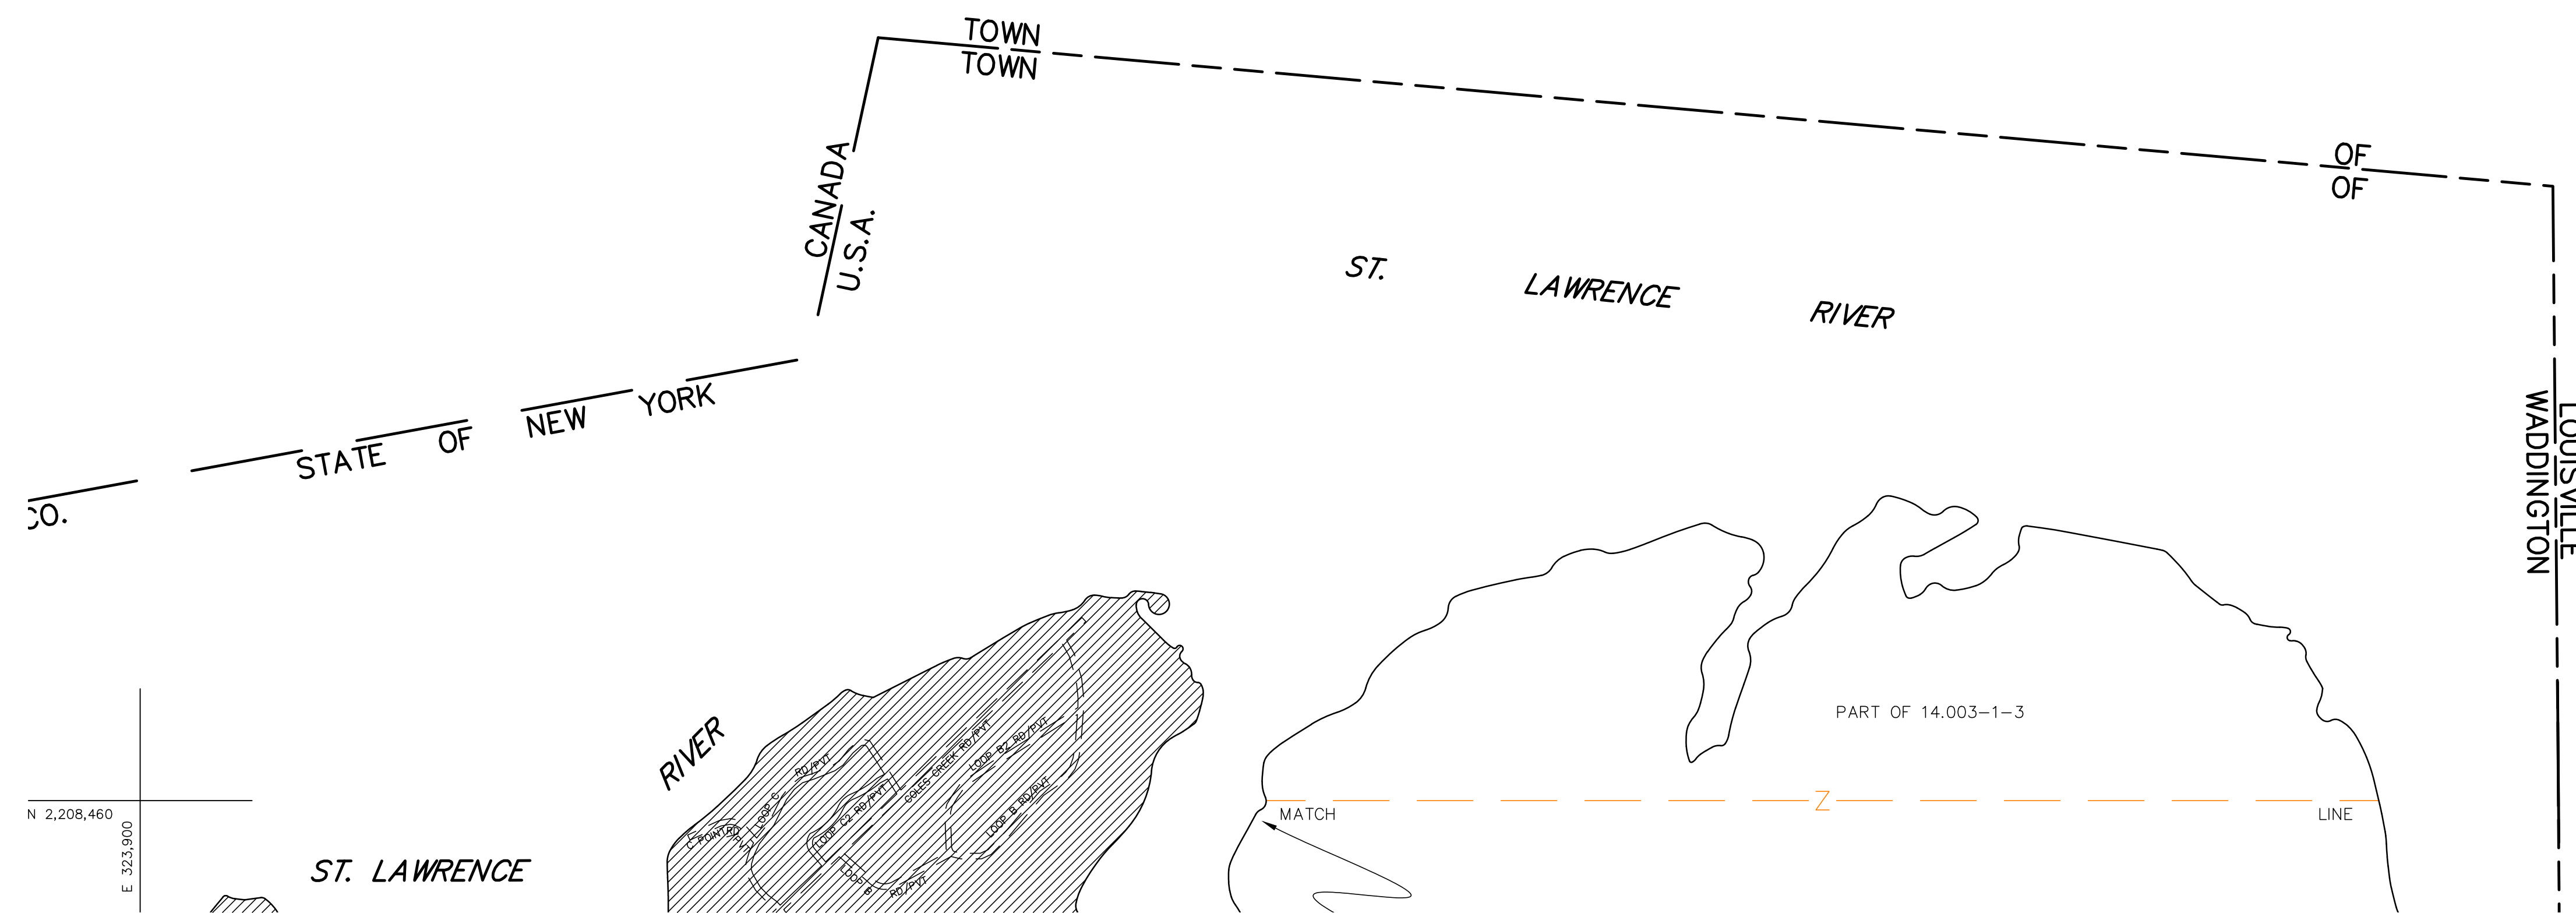 TOWN OF
TOWN OF
CANADA
U.S.A.
ST. LAWRENCE RIVER
CO. STATE OF NEW YORK
LOUISVILLE
WADDINGTON
RIVER
PART OF 14.003-1-3
RD/PVT
LOOP C
COLES CREEK RD/PVT
LOOP B2 RD/PVT
LOOP C2 RD/PVT
LOOP B RD/PVT
C POINT RD
/PVT
LOOP B RD/PVT
N 2,208,460
E 323,900
MATCH Z LINE
ST. LAWRENCE